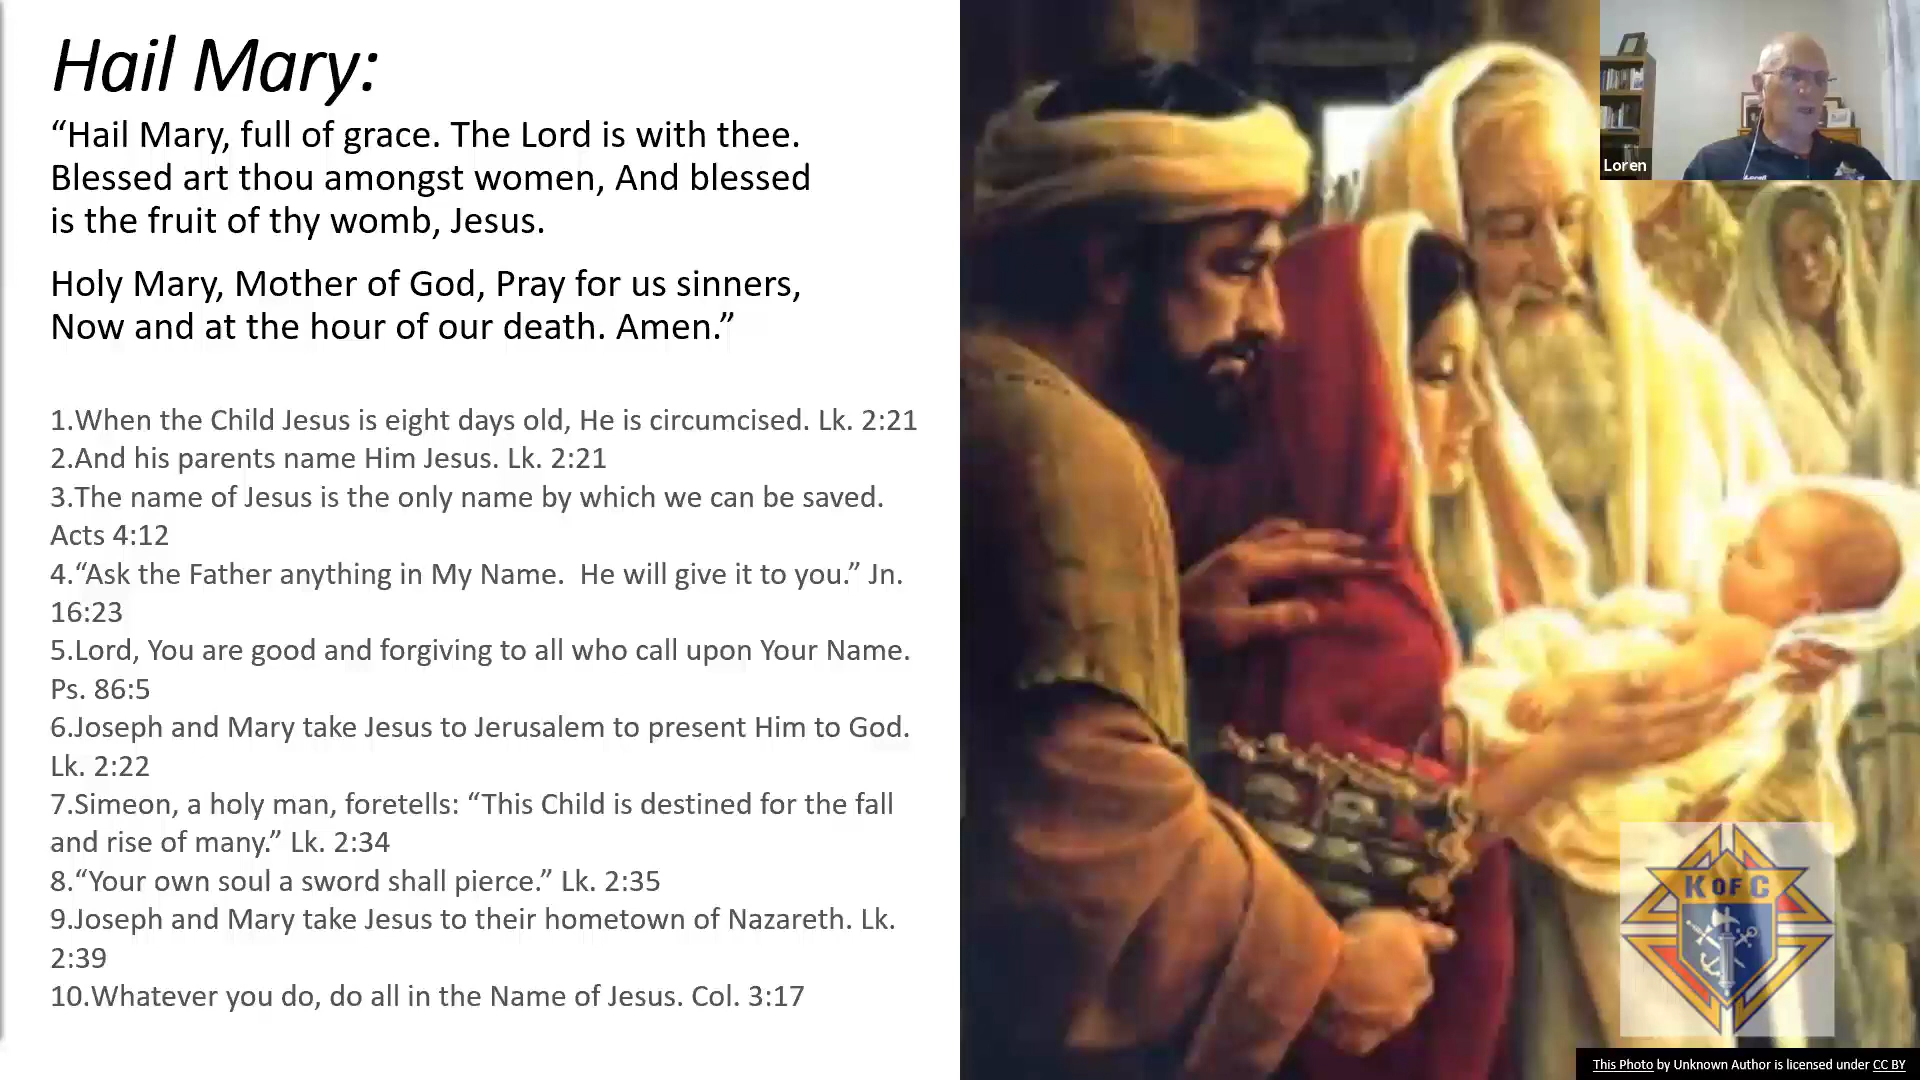 Hail Mary:
“Hail Mary, full of grace. The Lord is with thee.
Blessed art thou amongst women, And blessed
is the fruit of thy womb, Jesus.
Holy Mary, Mother of God, Pray for us sinners,
Now and at the hour of our death. Amen.”
1.When the Child Jesus is eight days old, He is circumcised. Lk. 2:21
2.And his parents name Him Jesus. Lk. 2:21
3.The name of Jesus is the only name by which we can be saved.
Acts 4:12
4.“Ask the Father anything in My Name.  He will give it to you.” Jn.
16:23
5.Lord, You are good and forgiving to all who call upon Your Name.
Ps. 86:5
6.Joseph and Mary take Jesus to Jerusalem to present Him to God.
Lk. 2:22
7.Simeon, a holy man, foretells: “This Child is destined for the fall
and rise of many.” Lk. 2:34
8.“Your own soul a sword shall pierce.” Lk. 2:35
9.Joseph and Mary take Jesus to their hometown of Nazareth. Lk.
2:39
10.Whatever you do, do all in the Name of Jesus. Col. 3:17
Loren
K OF C
This Photo by Unknown Author is licensed under CC BY